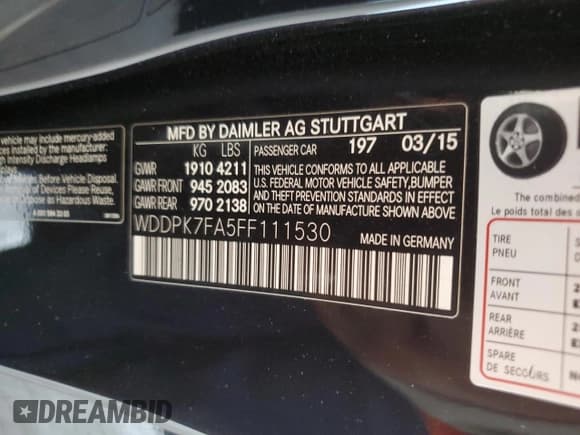 vehicle may include mercury-added
devices installed by the manufacturer:
High Intensity Discharge Headlamps
Removal of Devices Please Reuse,
or Dispose as Hazardous Waste.
MFD BY DAIMLER AG STUTTGART
KG LBS
PASSENGER CAR 197 03/15
GVWR 1910 4211
GAWR FRONT 945 2083
GAWR REAR 970 2138
THIS VEHICLE CONFORMS TO ALL APPLICABLE
U.S. FEDERAL MOTOR VEHICLE SAFETY, BUMPER
AND THEFT PREVENTION STANDARDS IN EFFECT
ON THE DATE OF MANUFACTURE SHOWN ABOVE.
WDDPK7FA5FF111530
MADE IN GERMANY
The combined
Le poids total des
TIRE
PNEU
FRONT
AVANT
REAR
ARRIÈRE
SPARE
DE SECOURS
DREAMBID